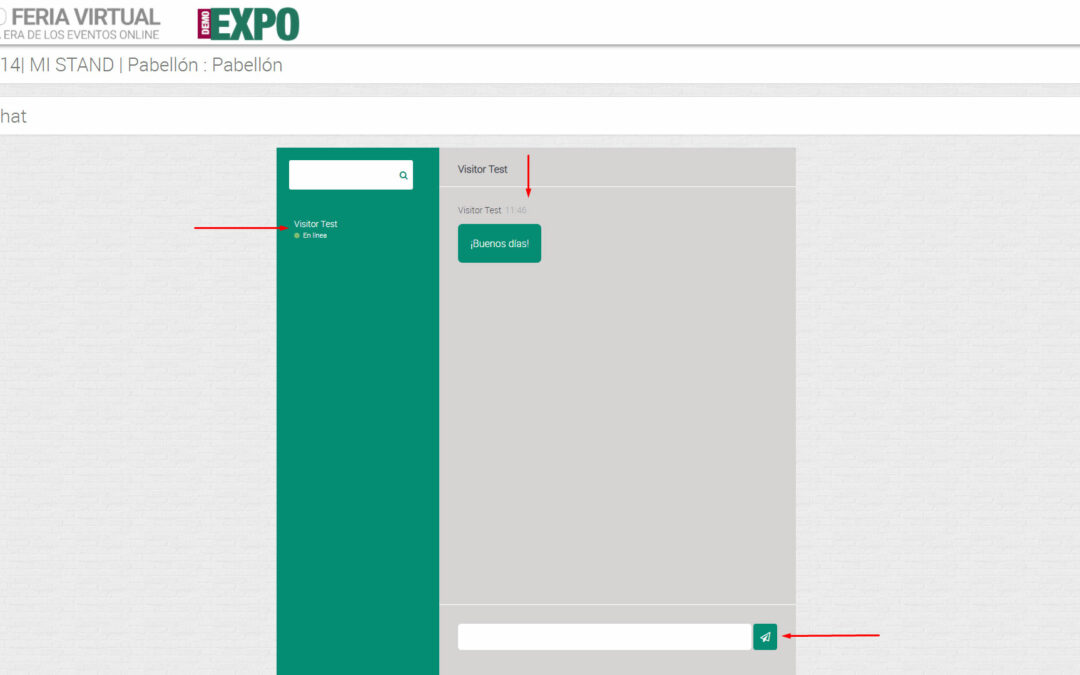 FERIA VIRTUAL
ERA DE LOS EVENTOS ONLINE
DEMO EXPO
14| MI STAND | Pabellón : Pabellón
hat
Visitor Test
En línea
Visitor Test
Visitor Test 11:46
¡Buenos días!